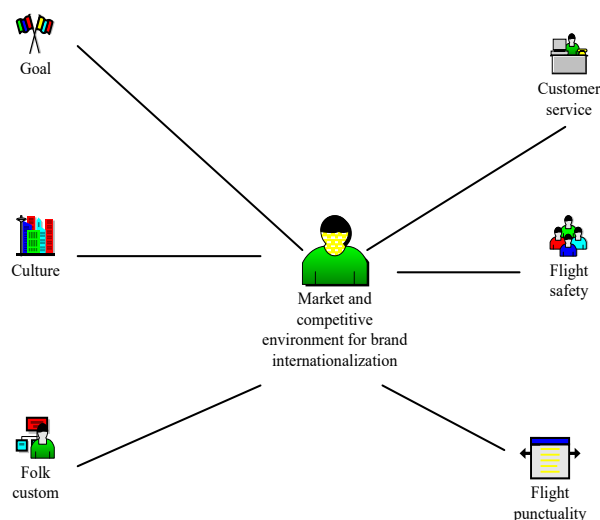 Goal
Customer
service
Culture
Flight
safety
Market and
competitive
environment for brand
internationalization
Folk
custom
Flight
punctuality